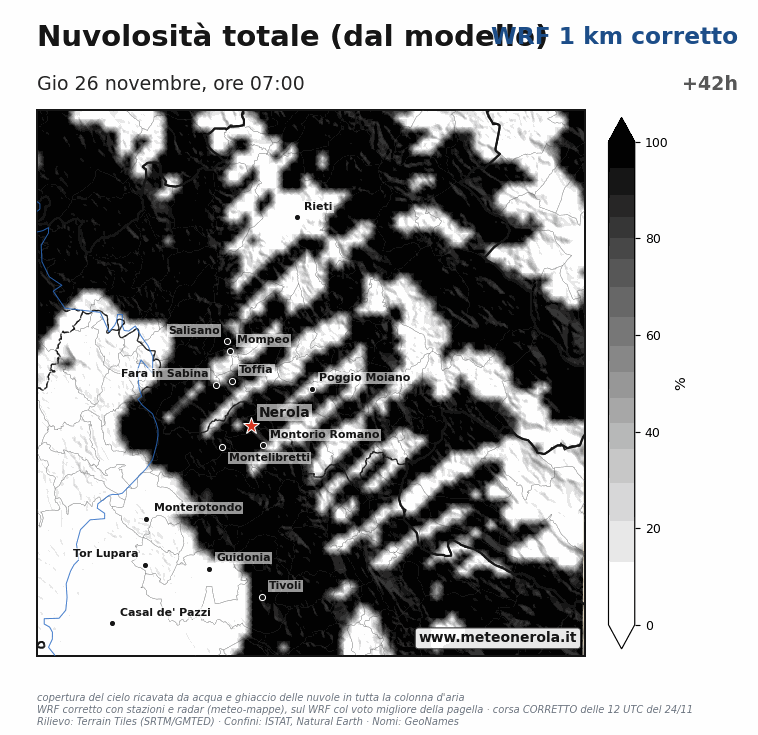 Nuvolosità totale (dal modello)
WRF 1 km corretto
Gio 26 novembre, ore 07:00
+42h
Rieti
Salisano
Mompeo
Toffia
Fara in Sabina
Poggio Moiano
Nerola
Montorio Romano
Montelibretti
Monterotondo
Tor Lupara
Guidonia
Tivoli
Casal de' Pazzi
www.meteonerola.it
100
80
60
40
20
0
%
copertura del cielo ricavata da acqua e ghiaccio delle nuvole in tutta la colonna d'aria
WRF corretto con stazioni e radar (meteo-mappe), sul WRF col voto migliore della pagella · corsa CORRETTO delle 12 UTC del 24/11
Rilievo: Terrain Tiles (SRTM/GMTED) · Confini: ISTAT, Natural Earth · Nomi: GeoNames